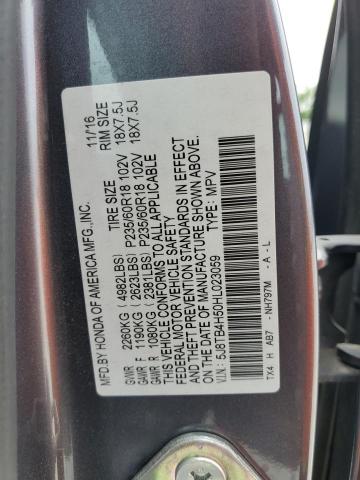 MFD.BY HONDA OF AMERICA MFG.,INC. 11/16
TIRE SIZE RIM SIZE
GVWR 2260KG (4982LBS) P235/60R18 102V 18X7.5J
GAWR F 1190KG (2623LBS) P235/60R18 102V 18X7.5J
GAWR R 1080KG (2381LBS)
THIS VEHICLE CONFORMS TO ALL APPLICABLE
FEDERAL MOTOR VEHICLE SAFETY
AND THEFT PREVENTION STANDARDS IN EFFECT
ON THE DATE OF MANUFACTURE SHOWN ABOVE.
V.I.N.: 5J8TB4H50HL023059 TYPE: MPV
TX4 H AB7 - NH797M - A - L